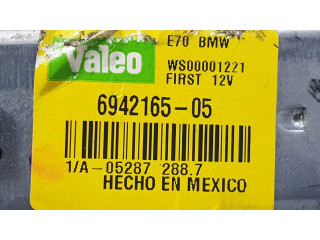 E70 BMW
Valeo
WS00001221
FIRST 12V
6942165-05
1/A-05287 288.7
HECHO EN MEXICO